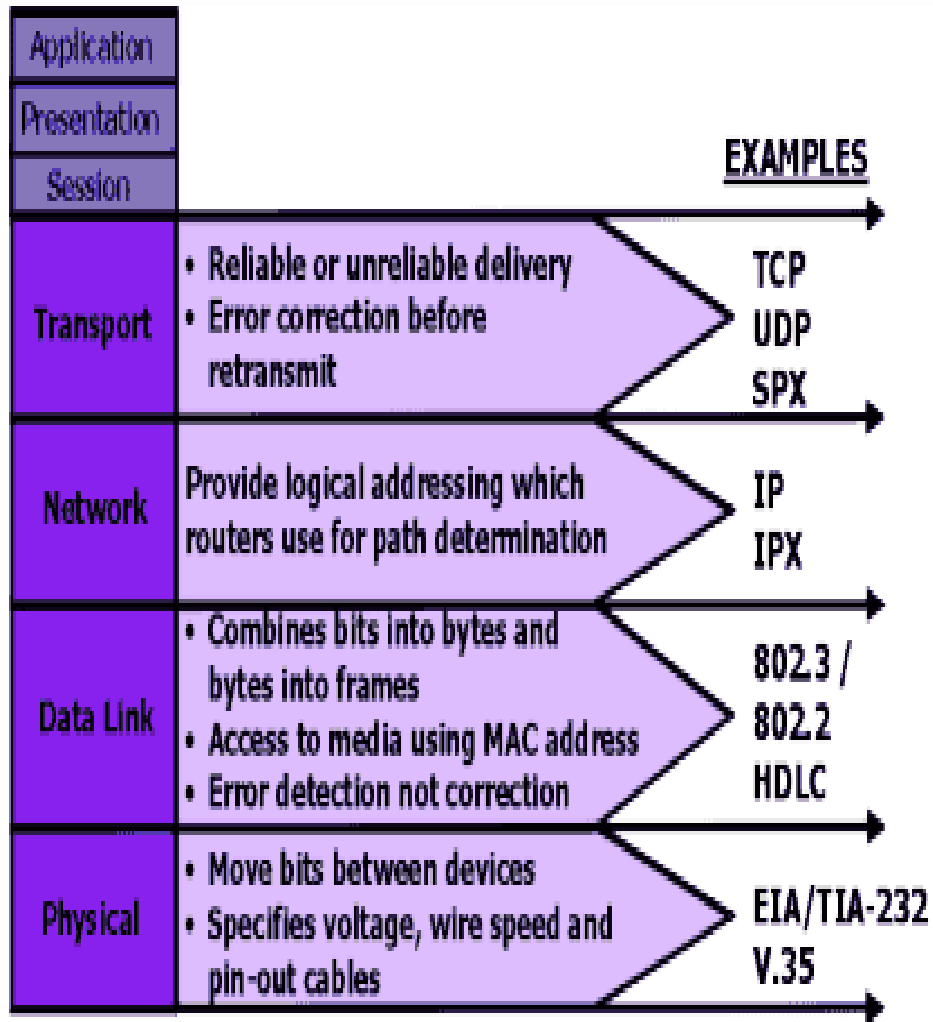 Application
Presentation
Session
EXAMPLES
Transport
• Reliable or unreliable delivery
• Error correction before
retransmit
TCP
UDP
SPX
Network
Provide logical addressing which
routers use for path determination
IP
IPX
Data Link
• Combines bits into bytes and
bytes into frames
• Access to media using MAC address
• Error detection not correction
802.3 /
802.2
HDLC
Physical
• Move bits between devices
• Specifies voltage, wire speed and
pin-out cables
EIA/TIA-232
V.35